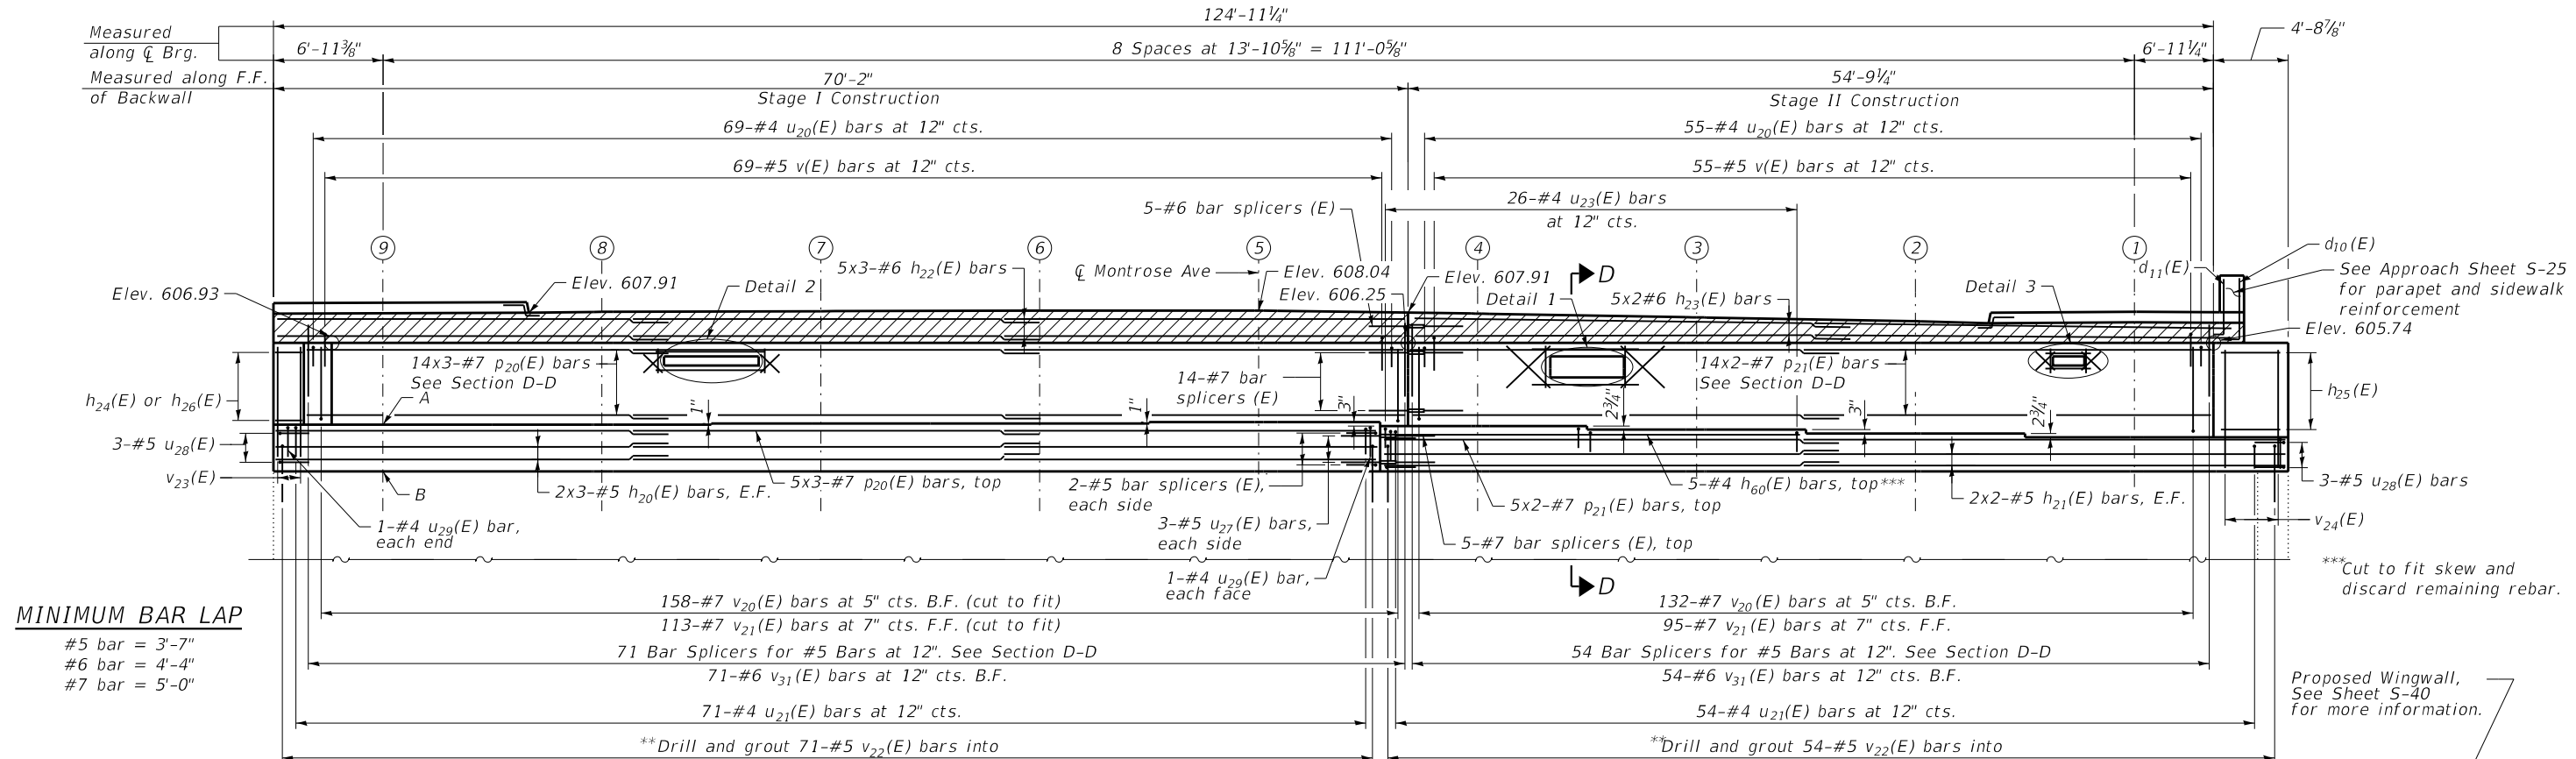 124'-11¼"
Measured
along ℄ Brg.
6'-11⅜"
8 Spaces at 13'-10⅝" = 111'-0⅝"
6'-11¼"
4'-8⅞"
Measured along F.F.
of Backwall
70'-2"
Stage I Construction
54'-9¼"
Stage II Construction
69-#4 u20(E) bars at 12" cts.
55-#4 u20(E) bars at 12" cts.
69-#5 v(E) bars at 12" cts.
55-#5 v(E) bars at 12" cts.
5-#6 bar splicers (E)
26-#4 u23(E) bars
at 12" cts.
9
8
7
6
5
4
3
2
1
Elev. 606.93
Elev. 607.91
Detail 2
5x3-#6 h22(E) bars
℄ Montrose Ave
Elev. 608.04
Elev. 606.25
Elev. 607.91
Detail 1
D
5x2#6 h23(E) bars
Detail 3
d11(E)
d10(E)
See Approach Sheet S-25
for parapet and sidewalk
reinforcement
Elev. 605.74
14x3-#7 p20(E) bars
See Section D-D
A
1"
1"
14-#7 bar
splicers (E)
3"
2¾"
14x2-#7 p21(E) bars
See Section D-D
3"
2¾"
h24(E) or h26(E)
h25(E)
3-#5 u28(E)
v23(E)
B
2x3-#5 h20(E) bars, E.F.
5x3-#7 p20(E) bars, top
2-#5 bar splicers (E),
each side
5x2-#7 p21(E) bars, top
5-#4 h60(E) bars, top***
2x2-#5 h21(E) bars, E.F.
3-#5 u28(E) bars
v24(E)
1-#4 u29(E) bar,
each end
3-#5 u27(E) bars,
each side
5-#7 bar splicers (E), top
1-#4 u29(E) bar,
each face
D
***Cut to fit skew and
discard remaining rebar.
MINIMUM BAR LAP
#5 bar = 3'-7"
#6 bar = 4'-4"
#7 bar = 5'-0"
158-#7 v20(E) bars at 5" cts. B.F. (cut to fit)
113-#7 v21(E) bars at 7" cts. F.F. (cut to fit)
132-#7 v20(E) bars at 5" cts. B.F.
95-#7 v21(E) bars at 7" cts. F.F.
71 Bar Splicers for #5 Bars at 12". See Section D-D
71-#6 v31(E) bars at 12" cts. B.F.
54 Bar Splicers for #5 Bars at 12". See Section D-D
54-#6 v31(E) bars at 12" cts. B.F.
Proposed Wingwall,
See Sheet S-40
for more information.
71-#4 u21(E) bars at 12" cts.
54-#4 u21(E) bars at 12" cts.
**Drill and grout 71-#5 v22(E) bars into
**Drill and grout 54-#5 v22(E) bars into